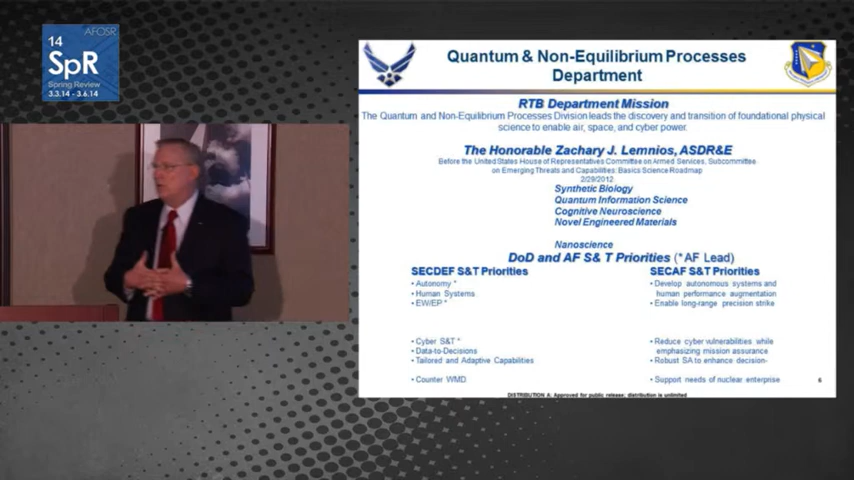 AFOSR
14
SpR
Spring Review
3.3.14 - 3.6.14
Quantum & Non-Equilibrium Processes
Department
RTB Department Mission
The Quantum and Non-Equilibrium Processes Division leads the discovery and transition of foundational physical
science to enable air, space, and cyber power.
The Honorable Zachary J. Lemnios, ASDR&E
Before the United States House of Representatives Committee on Armed Services, Subcommittee
on Emerging Threats and Capabilities: Basics Science Roadmap
2/29/2012
Synthetic Biology
Quantum Information Science
Cognitive Neuroscience
Novel Engineered Materials
Nanoscience
DoD and AF S& T Priorities (*AF Lead)
SECDEF S&T Priorities
• Autonomy *
• Human Systems
• EW/EP *
• Cyber S&T *
• Data-to-Decisions
• Tailored and Adaptive Capabilities
• Counter WMD
SECAF S&T Priorities
• Develop autonomous systems and
human performance augmentation
• Enable long-range precision strike
• Reduce cyber vulnerabilities while
emphasizing mission assurance
• Robust SA to enhance decision-
• Support needs of nuclear enterprise
6
DISTRIBUTION A: Approved for public release; distribution is unlimited